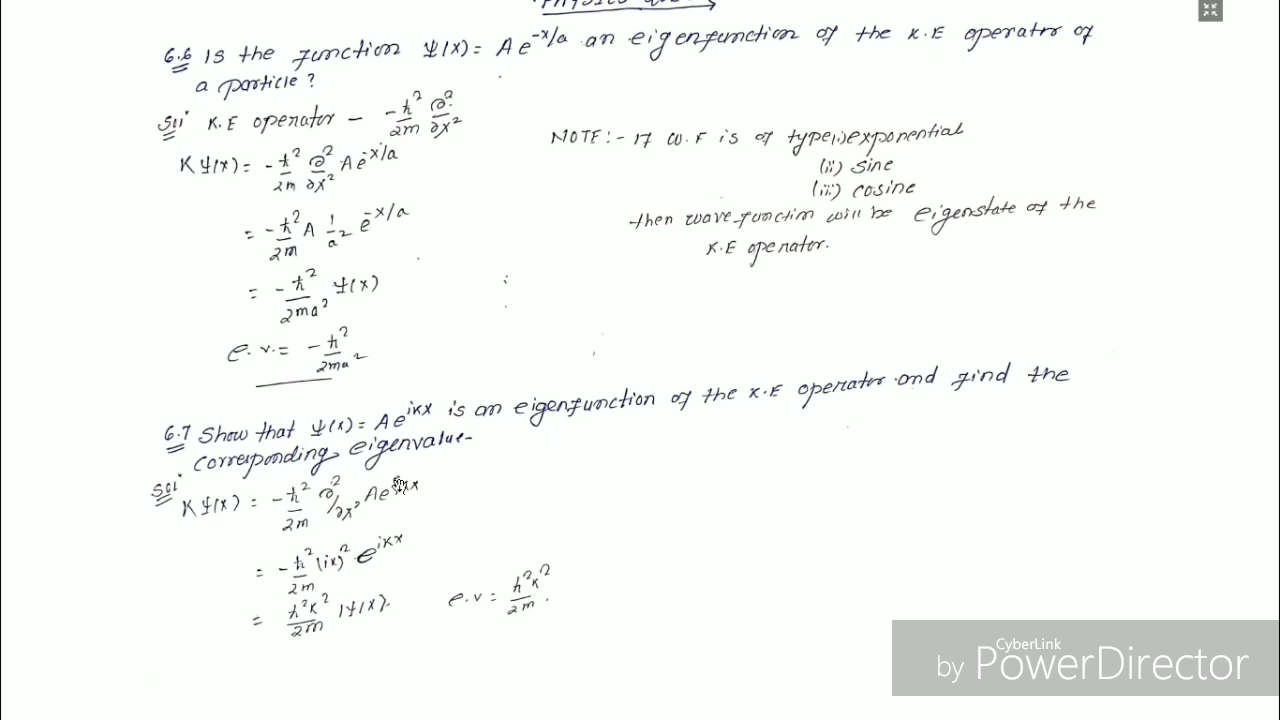 6.6 Is the function Ψ(x) = A e^{-x/a} an eigenfunction of the K.E operator of
a particle?
Sol K.E operator — -ħ²/2m ∂²/∂x²
KΨ(x) = -ħ²/2m ∂²/∂x² A e^{-x/a}
= -ħ²/2m A 1/a² e^{-x/a}
= -ħ²/2ma² Ψ(x)
e.v. = -ħ²/2ma²
NOTE:- If W.F is of type (i) exponential
(ii) sine
(iii) cosine
then wave function will be eigenstate of the
K.E operator.
6.7 Show that Ψ(x) = A e^{ikx} is an eigenfunction of the K.E operator and find the
corresponding eigenvalue-
Sol
KΨ(x) = -ħ²/2m ∂²/∂x² A e^{ikx}
= -ħ²/2m (ik)² e^{ikx}
= ħ²k²/2m Ψ(x).
e.v = ħ²k²/2m.
CyberLink
by PowerDirector